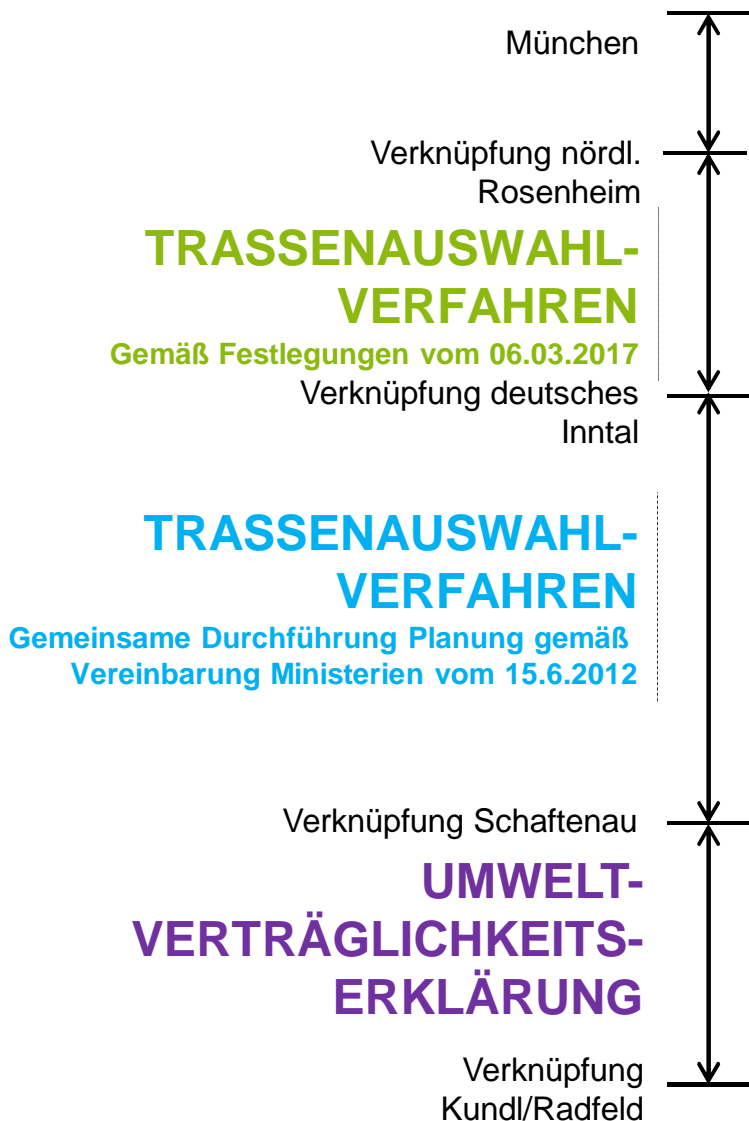 München
Verknüpfung nördl.
Rosenheim
TRASSENAUSWAHL-
VERFAHREN
Gemäß Festlegungen vom 06.03.2017
Verknüpfung deutsches
Inntal
TRASSENAUSWAHL-
VERFAHREN
Gemeinsame Durchführung Planung gemäß
Vereinbarung Ministerien vom 15.6.2012
Verknüpfung Schaftenau
UMWELT-
VERTRÄGLICHKEITS-
ERKLÄRUNG
Verknüpfung
Kundl/Radfeld